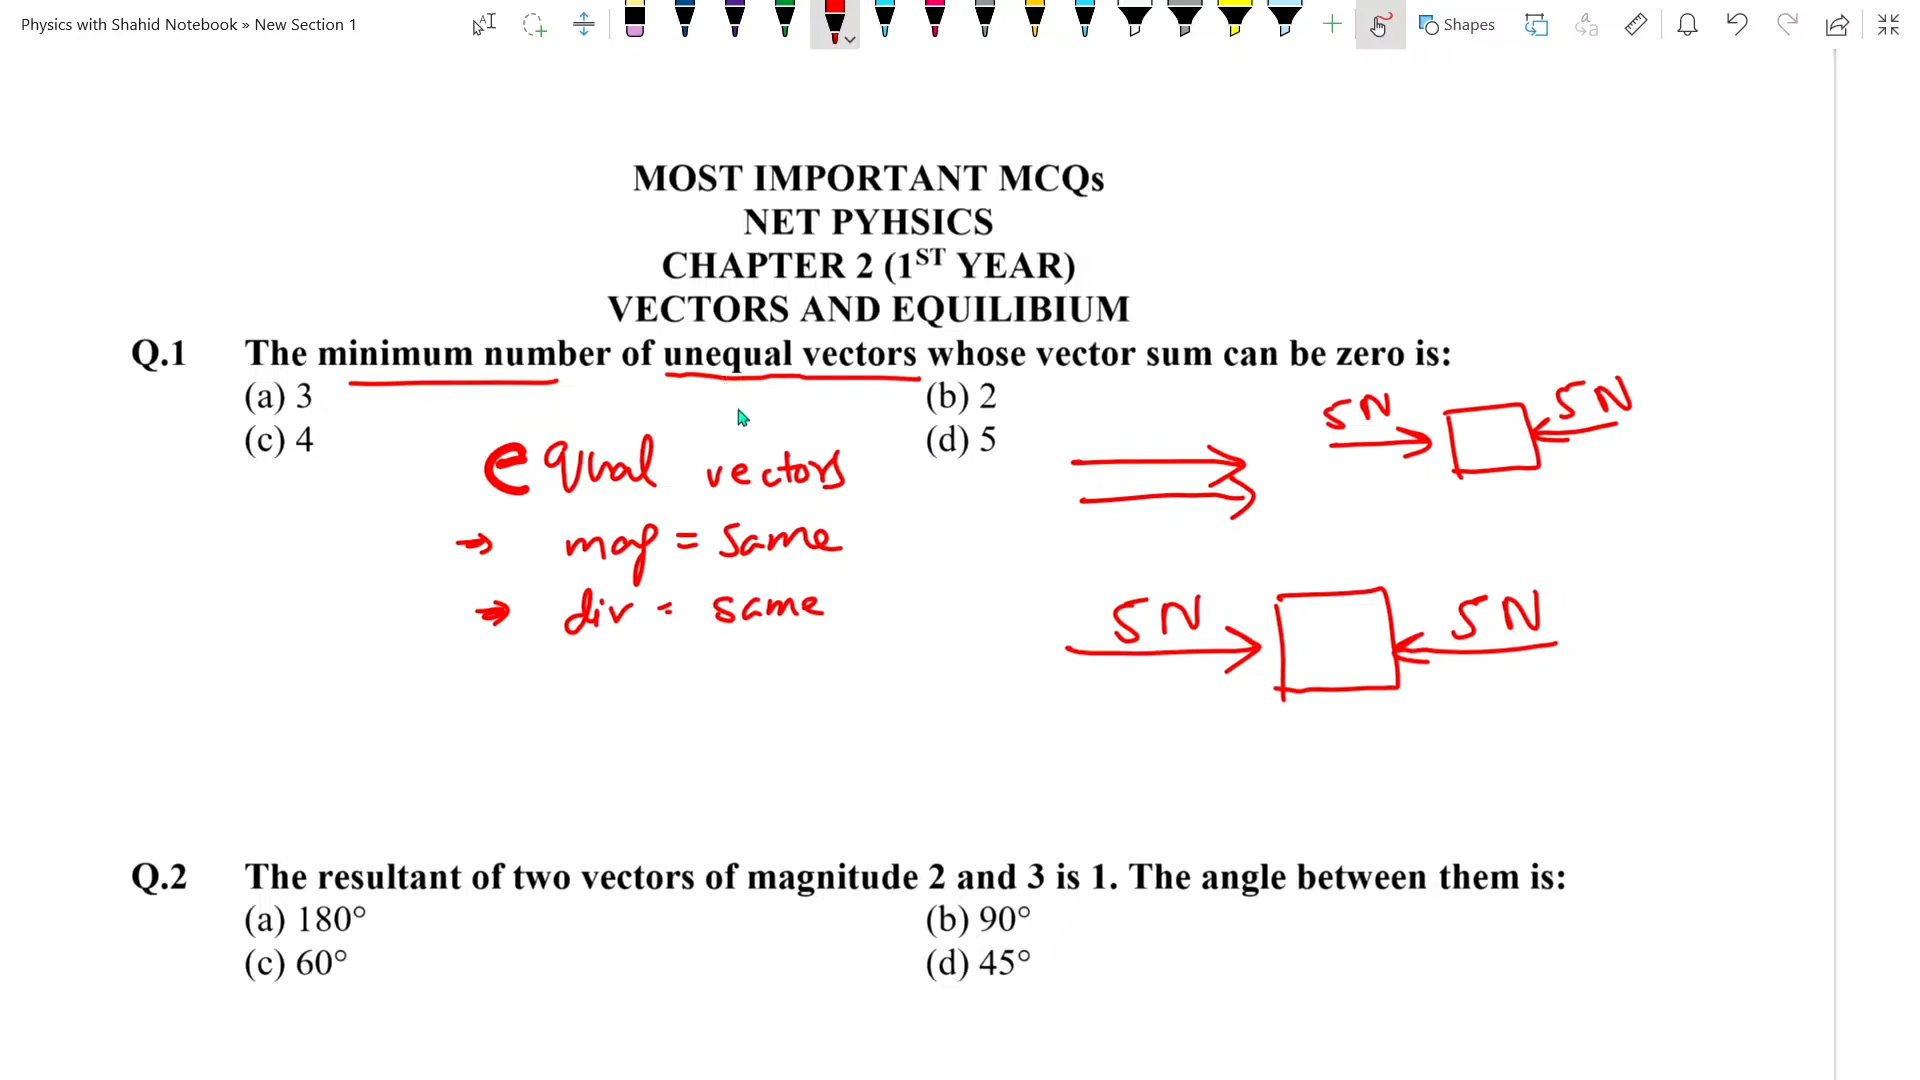 Physics with Shahid Notebook » New Section 1
Shapes
MOST IMPORTANT MCQs
NET PYHSICS
CHAPTER 2 (1ST YEAR)
VECTORS AND EQUILIBIUM
Q.1 The minimum number of unequal vectors whose vector sum can be zero is:
(a) 3 (b) 2
(c) 4 (d) 5
5N 5N
equal vectors
→ mag = same
→ dir = same
5N 5N
Q.2 The resultant of two vectors of magnitude 2 and 3 is 1. The angle between them is:
(a) 180° (b) 90°
(c) 60° (d) 45°